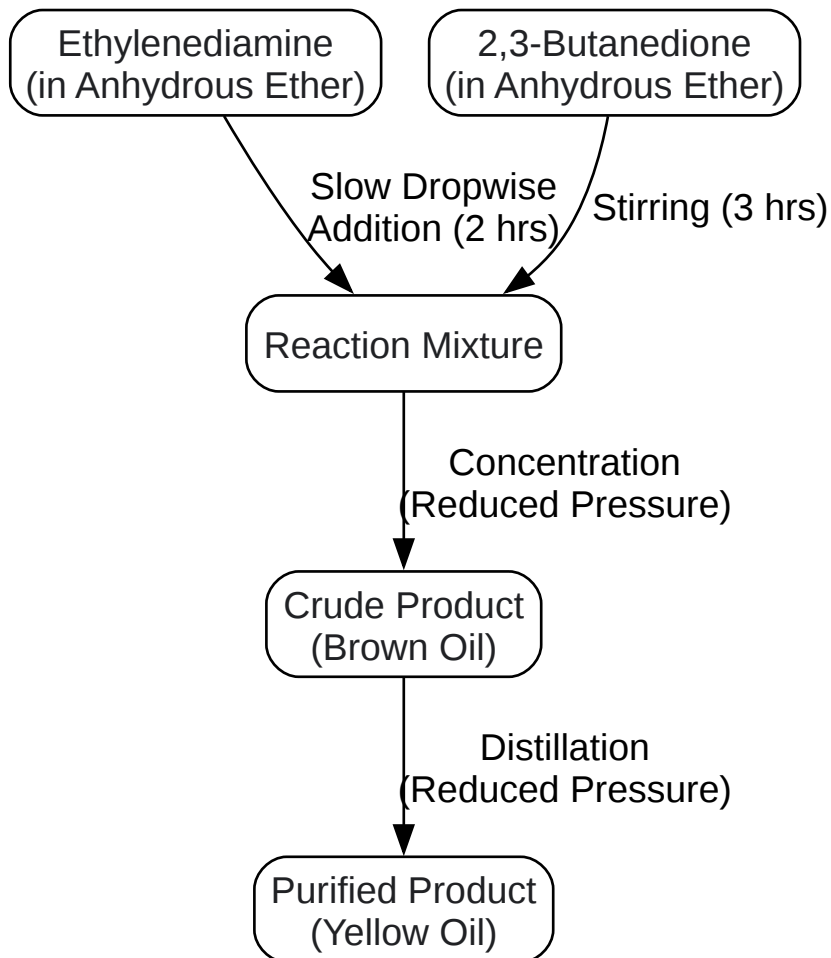 Ethylenediamine
(in Anhydrous Ether)
2,3-Butanedione
(in Anhydrous Ether)
Slow Dropwise
Addition (2 hrs)
Stirring (3 hrs)
Reaction Mixture
Concentration
(Reduced Pressure)
Crude Product
(Brown Oil)
Distillation
(Reduced Pressure)
Purified Product
(Yellow Oil)